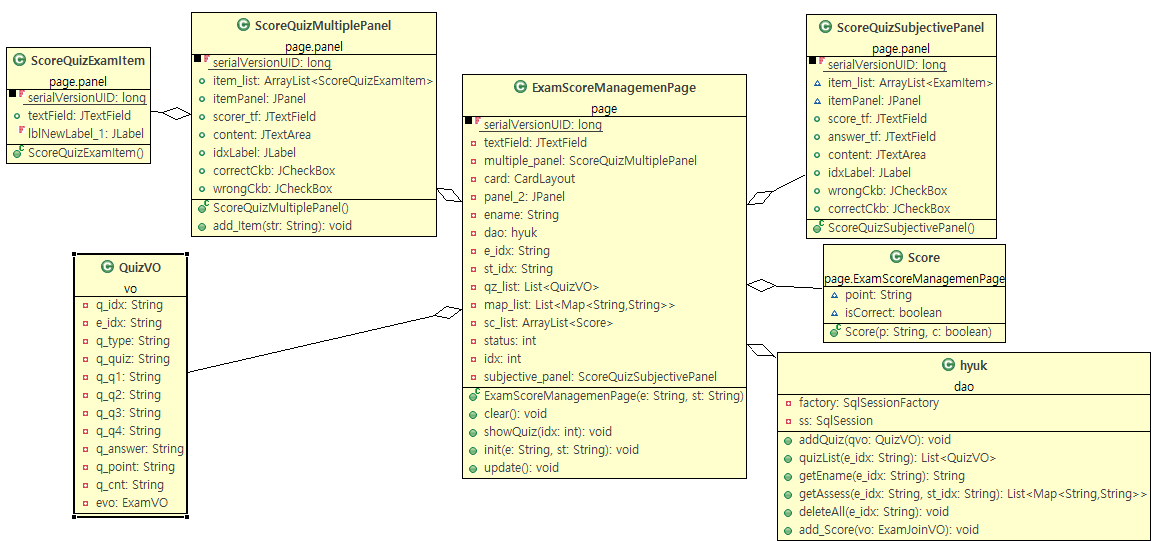 ScoreQuizExamItem
page.panel
serialVersionUID: long
textField: JTextField
lblNewLabel_1: JLabel
ScoreQuizExamItem()
ScoreQuizMultiplePanel
page.panel
serialVersionUID: long
item_list: ArrayList<ScoreQuizExamItem>
itemPanel: JPanel
scorer_tf: JTextField
content: JTextArea
idxLabel: JLabel
correctCkb: JCheckBox
wrongCkb: JCheckBox
ScoreQuizMultiplePanel()
add_Item(str: String): void
ExamScoreManagemenPage
page
serialVersionUID: long
textField: JTextField
multiple_panel: ScoreQuizMultiplePanel
card: CardLayout
panel_2: JPanel
ename: String
dao: hyuk
e_idx: String
st_idx: String
qz_list: List<QuizVO>
map_list: List<Map<String,String>>
sc_list: ArrayList<Score>
status: int
idx: int
subjective_panel: ScoreQuizSubjectivePanel
ExamScoreManagemenPage(e: String, st: String)
clear(): void
showQuiz(idx: int): void
init(e: String, st: String): void
update(): void
ScoreQuizSubjectivePanel
page.panel
serialVersionUID: long
item_list: ArrayList<ExamItem>
itemPanel: JPanel
score_tf: JTextField
answer_tf: JTextField
content: JTextArea
idxLabel: JLabel
wrongCkb: JCheckBox
correctCkb: JCheckBox
ScoreQuizSubjectivePanel()
QuizVO
vo
q_idx: String
e_idx: String
q_type: String
q_quiz: String
q_q1: String
q_q2: String
q_q3: String
q_q4: String
q_answer: String
q_point: String
q_cnt: String
evo: ExamVO
Score
page.ExamScoreManagemenPage
point: String
isCorrect: boolean
Score(p: String, c: boolean)
hyuk
dao
factory: SqlSessionFactory
ss: SqlSession
addQuiz(qvo: QuizVO): void
quizList(e_idx: String): List<QuizVO>
getEname(e_idx: String): String
getAssess(e_idx: String, st_idx: String): List<Map<String,String>>
deleteAll(e_idx: String): void
add_Score(vo: ExamJoinVO): void